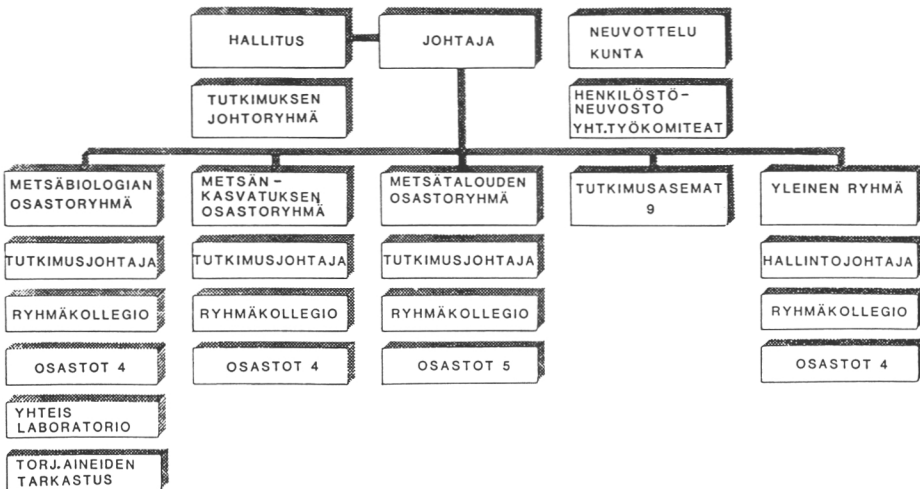 HALLITUS
JOHTAJA
NEUVOTTELU
KUNTA
TUTKIMUKSEN
JOHTORYHMÄ
HENKILÖSTÖ-
NEUVOSTO
YHT.TYÖKOMITEAT
METSÄBIOLOGIAN
OSASTORYHMÄ
METSÄN-
KASVATUKSEN
OSASTORYHMÄ
METSÄTALOUDEN
OSASTORYHMÄ
TUTKIMUSASEMAT
9
YLEINEN RYHMÄ
TUTKIMUSJOHTAJA
TUTKIMUSJOHTAJA
TUTKIMUSJOHTAJA
HALLINTOJOHTAJA
RYHMÄKOLLEGIO
RYHMÄKOLLEGIO
RYHMÄKOLLEGIO
RYHMÄKOLLEGIO
OSASTOT 4
OSASTOT 4
OSASTOT 5
OSASTOT 4
YHTEIS
LABORATORIO
TORJ.AINEIDEN
TARKASTUS